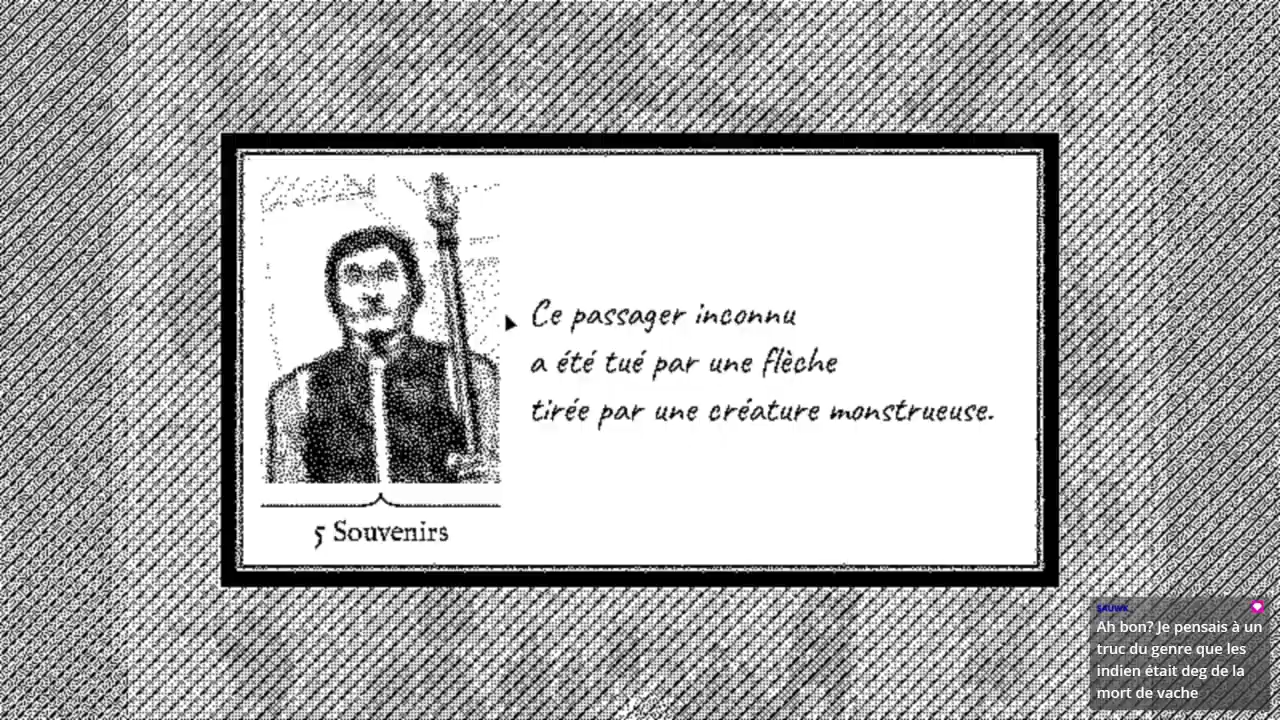 Ce passager inconnu
a été tué par une flèche
tirée par une créature monstrueuse.
5 Souvenirs
SAUWK
Ah bon? Je pensais à un
truc du genre que les
indien était deg de la
mort de vache